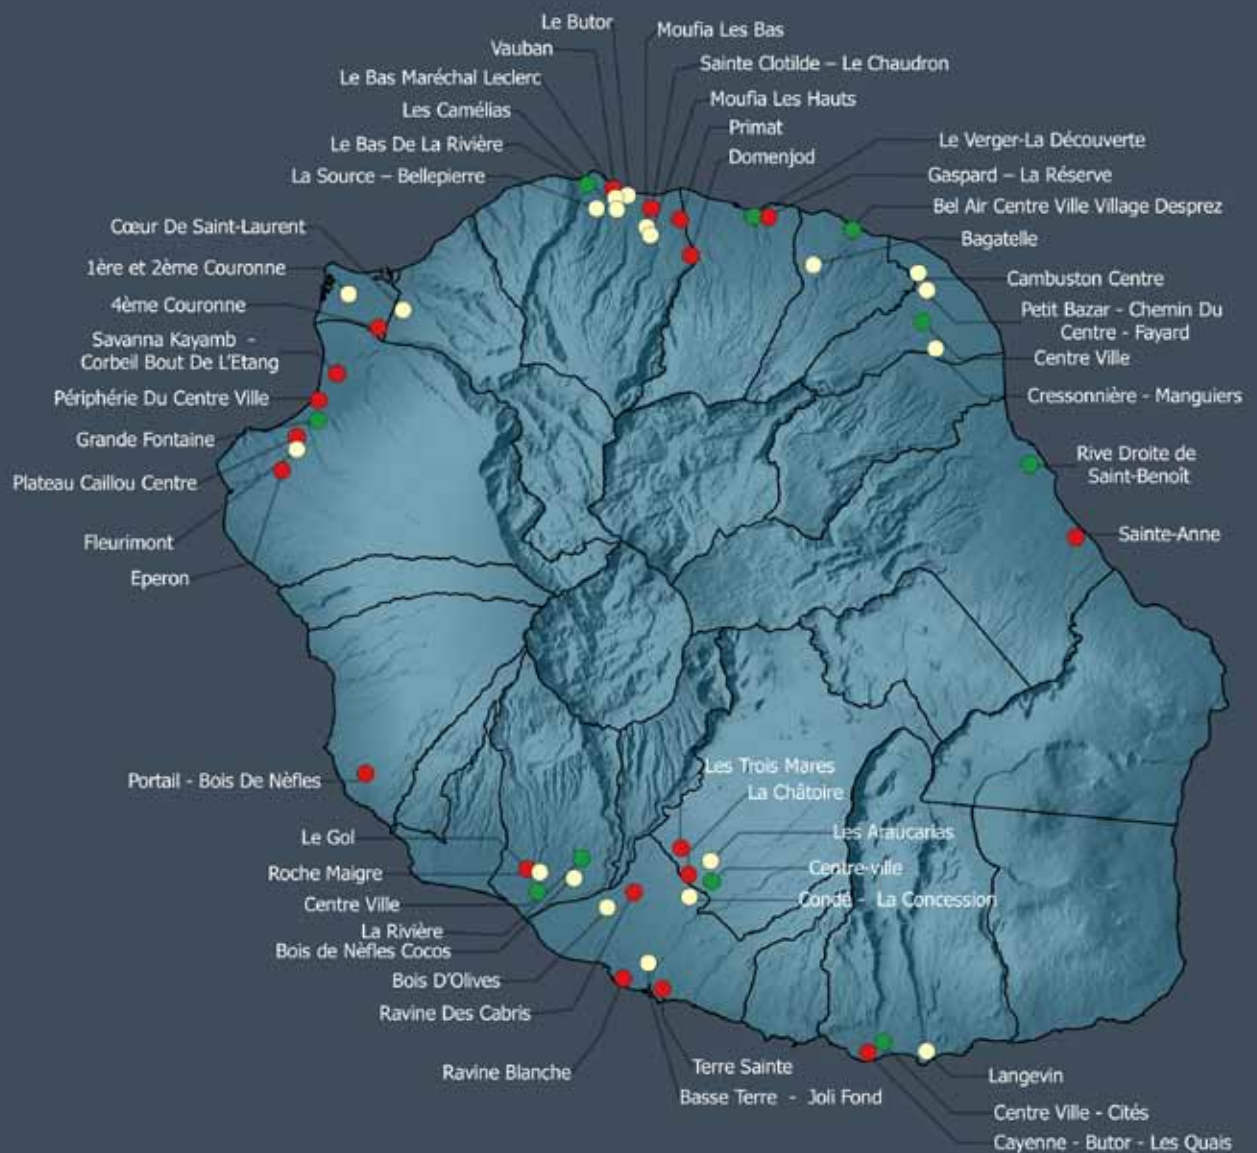 Le Butor
Moufia Les Bas
Vauban
Sainte Clotilde – Le Chaudron
Le Bas Maréchal Leclerc
Moufia Les Hauts
Les Camélias
Primat
Le Bas De La Rivière
Domenjod
Le Verger-La Découverte
La Source – Bellepierre
Gaspard – La Réserve
Bel Air Centre Ville Village Desprez
Cœur De Saint-Laurent
Bagatelle
1ère et 2ème Couronne
Cambuston Centre
4ème Couronne
Petit Bazar - Chemin Du
Centre - Fayard
Savanna Kayamb -
Corbeil Bout De L'Etang
Centre Ville
Périphérie Du Centre Ville
Cressonnière - Manguiers
Grande Fontaine
Rive Droite de
Saint-Benoît
Plateau Caillou Centre
Sainte-Anne
Fleurimont
Eperon
Les Trois Mares
Portail - Bois De Nèfles
La Châtoire
Le Gol
Les Araucarias
Roche Maigre
Centre-ville
Centre Ville
Condé - La Concession
La Rivière
Bois de Nèfles Cocos
Bois D'Olives
Ravine Des Cabris
Ravine Blanche
Terre Sainte
Basse Terre - Joli Fond
Langevin
Centre Ville - Cités
Cayenne - Butor - Les Quais